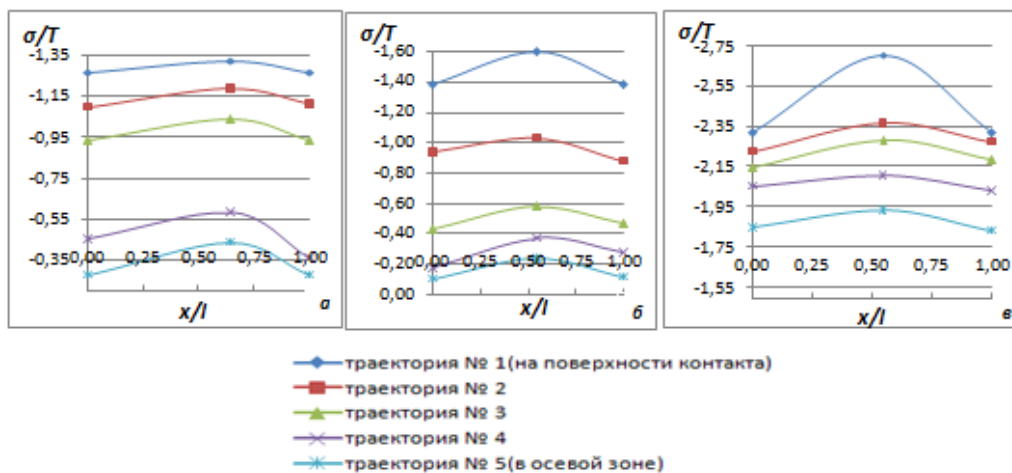 σ/T
-1,35
-1,15
-0,95
-0,75
-0,55
-0,35
0,00 0,25 0,50 0,75 1,00
x/l
а
σ/T
-1,60
-1,40
-1,20
-1,00
-0,80
-0,60
-0,40
-0,20
0,00
0,00 0,25 0,50 0,75 1,00
x/l
б
σ/T
-2,75
-2,55
-2,35
-2,15
-1,95
-1,75
-1,55
0,00 0,25 0,50 0,75 1,00
x/l
в
траектория № 1(на поверхности контакта)
траектория № 2
траектория № 3
траектория № 4
траектория № 5(в осевой зоне)